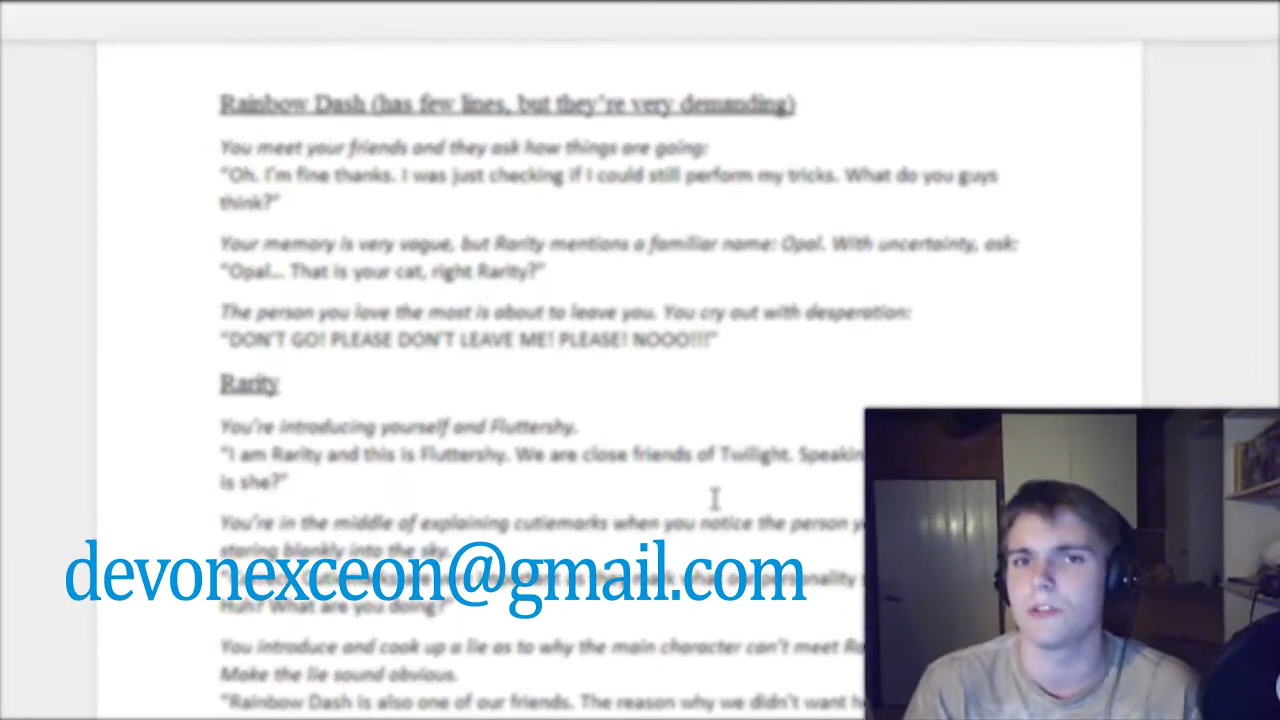 Rainbow Dash (has few lines, but they're very demanding)
You meet your friends and they ask how things are going:
"Oh. I'm fine thanks. I was just checking if I could still perform my tricks. What do you guys
think?"
Your memory is very vague, but Rarity mentions a familiar name: Opal. With uncertainty, ask:
"Opal... That is your cat, right Rarity?"
The person you love the most is about to leave you. You cry out with desperation:
"DON'T GO! PLEASE DON'T LEAVE ME! PLEASE! NOOO!!!"
Rarity
You're introducing yourself and Fluttershy.
"I am Rarity and this is Fluttershy. We are close friends of Twilight.
is she?"
You're in the middle of explaining cutiemarks when you notice the person
staring blankly into the sky.
devonexceon@gmail.com
Huh? What are you doing?"
You introduce and cook up a lie as to why the main character can't meet
Make the lie sound obvious.
"Rainbow Dash is also one of our friends. The reason why we didn't want